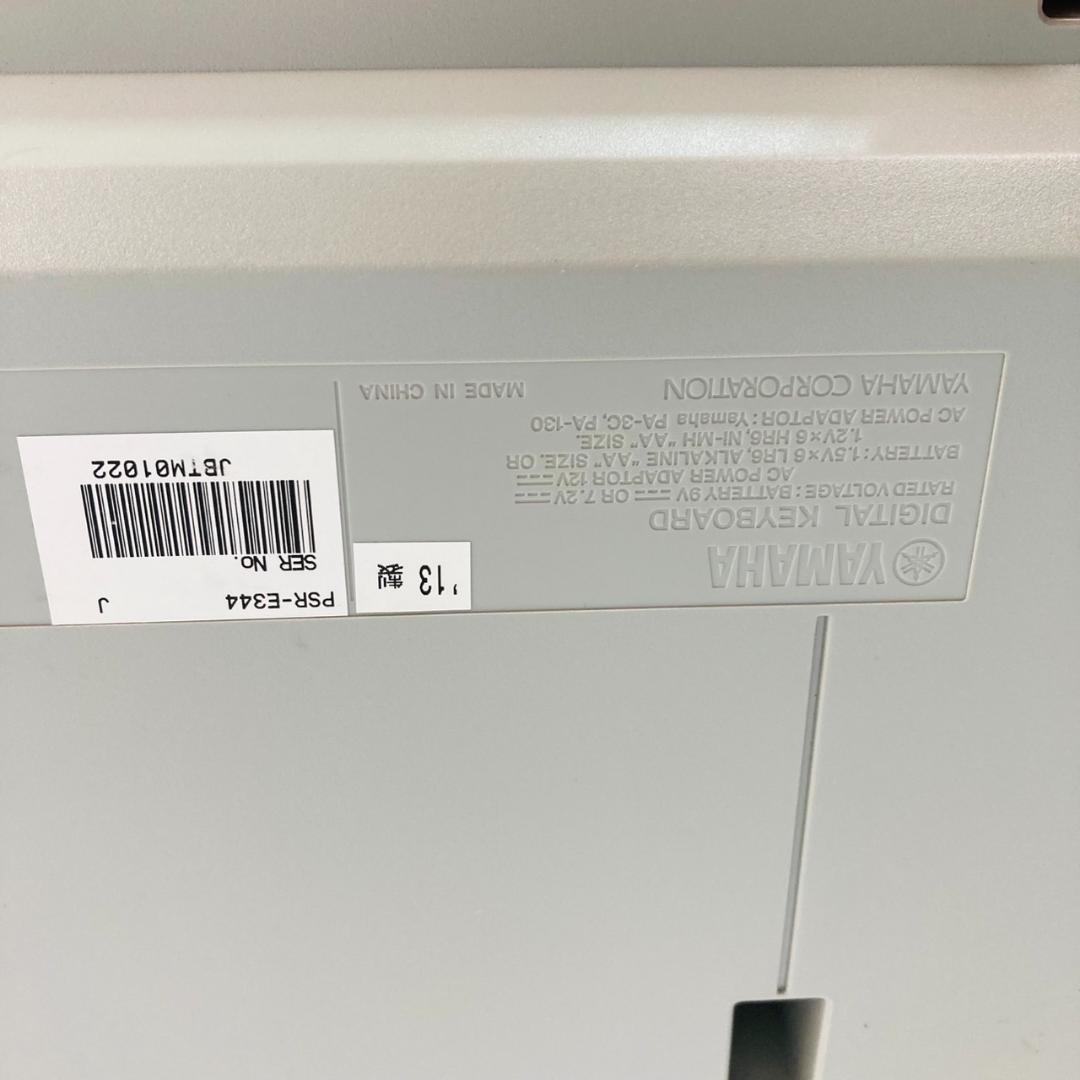 YAMAHA
DIGITAL KEYBOARD
RATED VOLTAGE : BATTERY 9V ⎓ OR 7.2V ⎓
AC POWER ADAPTOR 12V ⎓
BATTERY : 1.5V×6 LR6, ALKALINE "AA" SIZE. OR
1.2V×6 HR6, NI-MH "AA" SIZE.
AC POWER ADAPTOR : Yamaha PA-3C, PA-130
YAMAHA CORPORATION MADE IN CHINA
'13 製
PSR-E344 J
SER No.
JBTM01022